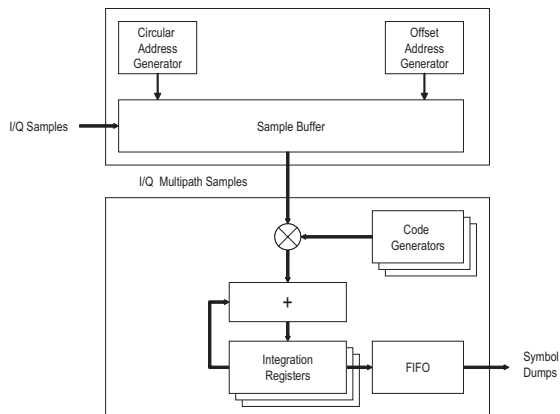 Circular
Address
Generator
Offset
Address
Generator
I/Q Samples
Sample Buffer
I/Q Multipath Samples
Code
Generators
+
Integration
Registers
FIFO
Symbol
Dumps